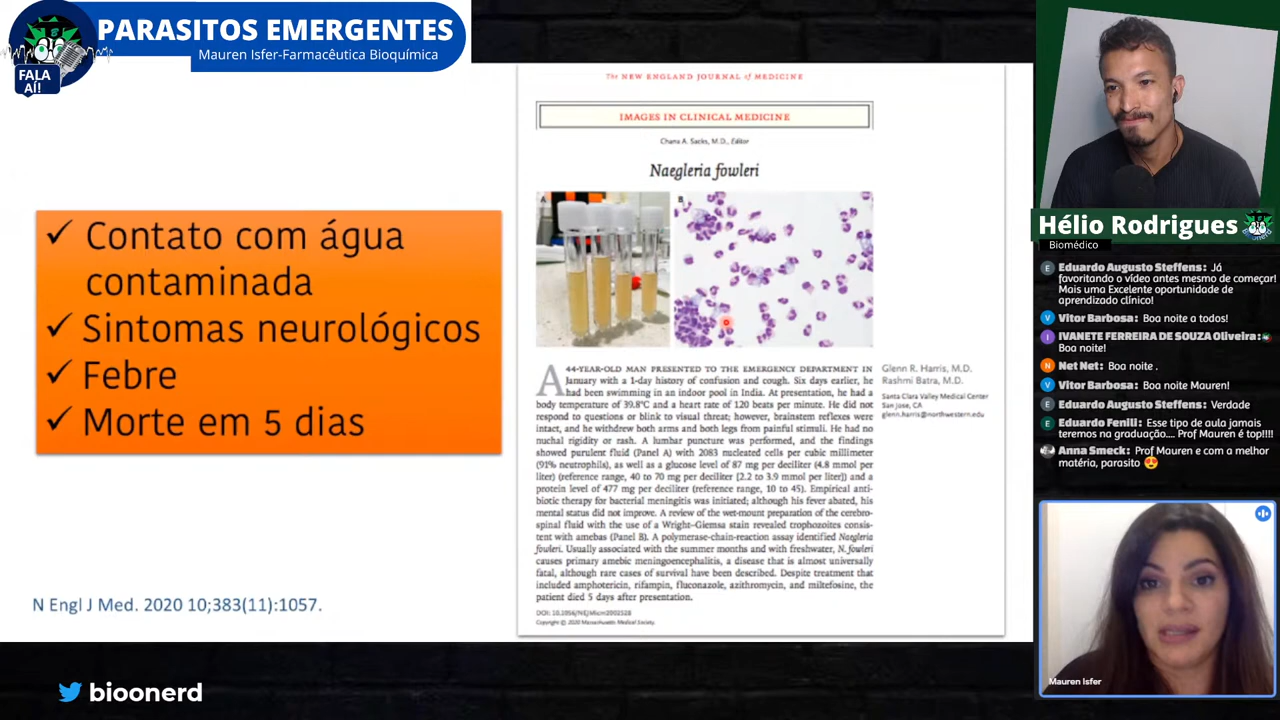 PARASITOS EMERGENTES
Mauren Isfer-Farmacêutica Bioquímica
FALA
AÍ!
✓ Contato com água
contaminada
✓ Sintomas neurológicos
✓ Febre
✓ Morte em 5 dias
N Engl J Med. 2020 10;383(11):1057.
The NEW ENGLAND JOURNAL of MEDICINE
IMAGES IN CLINICAL MEDICINE
Chana A. Sacks, M.D., Editor
Naegleria fowleri
A
B
A 44-YEAR-OLD MAN PRESENTED TO THE EMERGENCY DEPARTMENT IN
January with a 1-day history of confusion and cough. Six days earlier, he
had been swimming in an indoor pool in India. At presentation, he had a
body temperature of 39.8°C and a heart rate of 120 beats per minute. He did not
respond to questions or blink to visual threat; however, brainstem reflexes were
intact, and he withdrew both arms and both legs from painful stimuli. He had no
nuchal rigidity or rash. A lumbar puncture was performed, and the findings
showed purulent fluid (Panel A) with 2083 nucleated cells per cubic millimeter
(91% neutrophils), as well as a glucose level of 87 mg per deciliter (4.8 mmol per
liter) (reference range, 40 to 70 mg per deciliter [2.2 to 3.9 mmol per liter]) and a
protein level of 477 mg per deciliter (reference range, 10 to 45). Empirical anti-
biotic therapy for bacterial meningitis was initiated; although his fever abated, his
mental status did not improve. A review of the wet-mount preparation of the cerebro-
spinal fluid with the use of a Wright–Giemsa stain revealed trophozoites consis-
tent with amebas (Panel B). A polymerase-chain-reaction assay identified Naegleria
fowleri. Usually associated with the summer months and with freshwater, N. fowleri
causes primary amebic meningoencephalitis, a disease that is almost universally
fatal, although rare cases of survival have been described. Despite treatment that
included amphotericin, rifampin, fluconazole, azithromycin, and miltefosine, the
patient died 5 days after presentation.
DOI: 10.1056/NEJMicm2002328
Copyright © 2020 Massachusetts Medical Society.
Glenn R. Harris, M.D.
Rashmi Batra, M.D.
Santa Clara Valley Medical Center
San Jose, CA
glenn.harris@northwestern.edu
Hélio Rodrigues
Biomédico
E Eduardo Augusto Steffens: Já
favoritando o vídeo antes mesmo de começar!
Mais uma Excelente oportunidade de
aprendizado clínico!
V Vitor Barbosa: Boa noite a todos!
I IVANETE FERREIRA DE SOUZA Oliveira:
Boa noite!
N Net Net: Boa noite .
V Vitor Barbosa: Boa noite Mauren!
E Eduardo Augusto Steffens: Verdade
E Eduardo Fenili: Esse tipo de aula jamais
teremos na graduação.... Prof Mauren é top!!!!
Anna Smeck: Prof Mauren e com a melhor
matéria, parasito 😍
Mauren Isfer
bioonerd